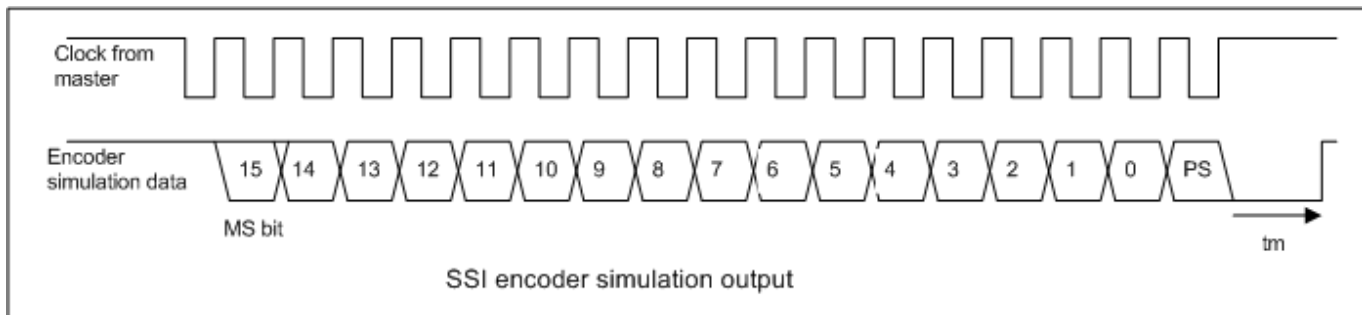 Clock from
master
Encoder
simulation data
15 14 13 12 11 10 9 8 7 6 5 4 3 2 1 0 PS
MS bit
tm
SSI encoder simulation output